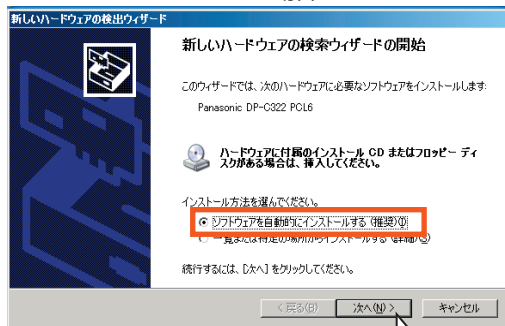 新しいハードウェアの検出ウィザード
新しいハードウェアの検索ウィザードの開始
このウィザードでは、次のハードウェアに必要なソフトウェアをインストールします:
Panasonic DP-C322 PCL6
ハードウェアに付属のインストール CD またはフロッピー ディ
スクがある場合は、挿入してください。
インストール方法を選んでください。
ソフトウェアを自動的にインストールする (推奨)(I)
一覧または特定の場所からインストールする (詳細)(S)
続行するには、[次へ] をクリックしてください。
< 戻る(B)
次へ(N) >
キャンセル